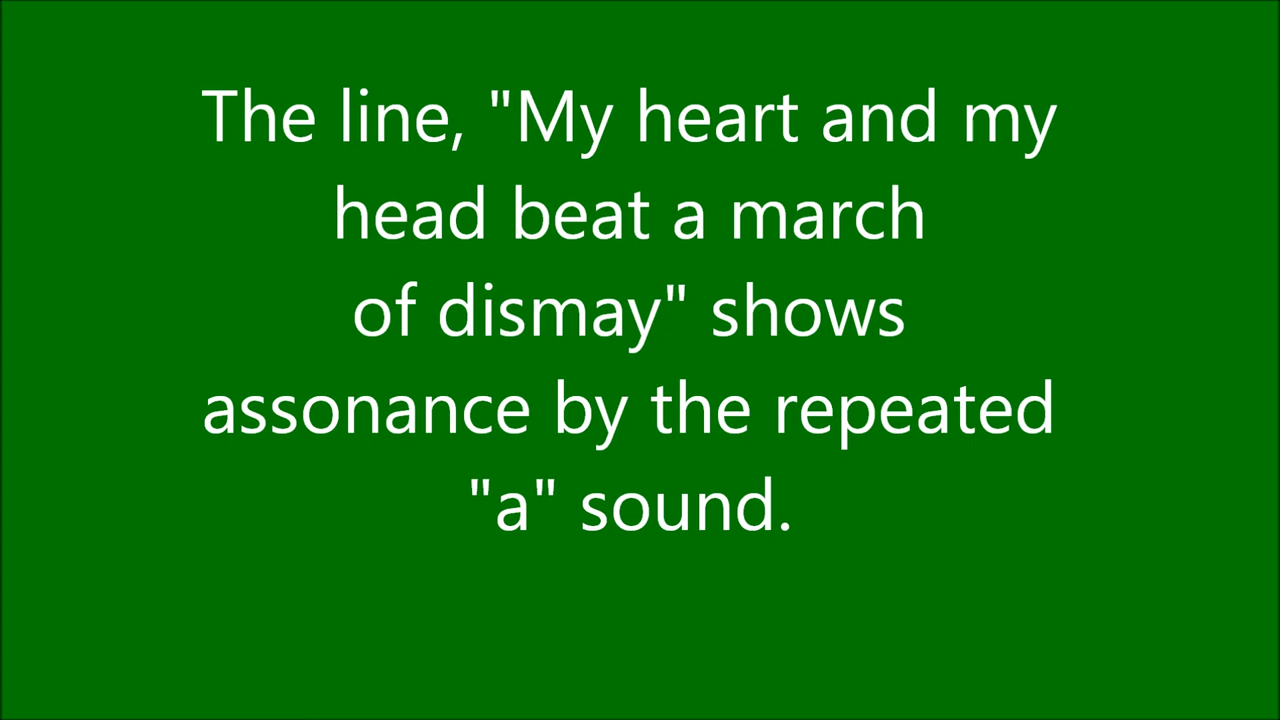 The line, "My heart and my
head beat a march
of dismay" shows
assonance by the repeated
"a" sound.